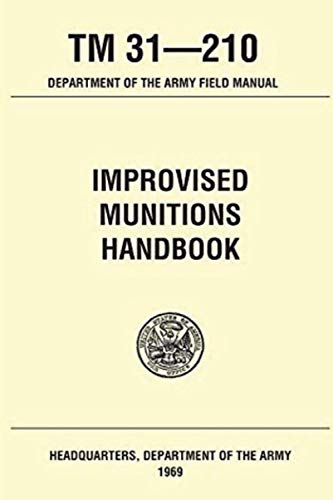 TM 31—210
DEPARTMENT OF THE ARMY FIELD MANUAL
IMPROVISED
MUNITIONS
HANDBOOK
HEADQUARTERS, DEPARTMENT OF THE ARMY
1969